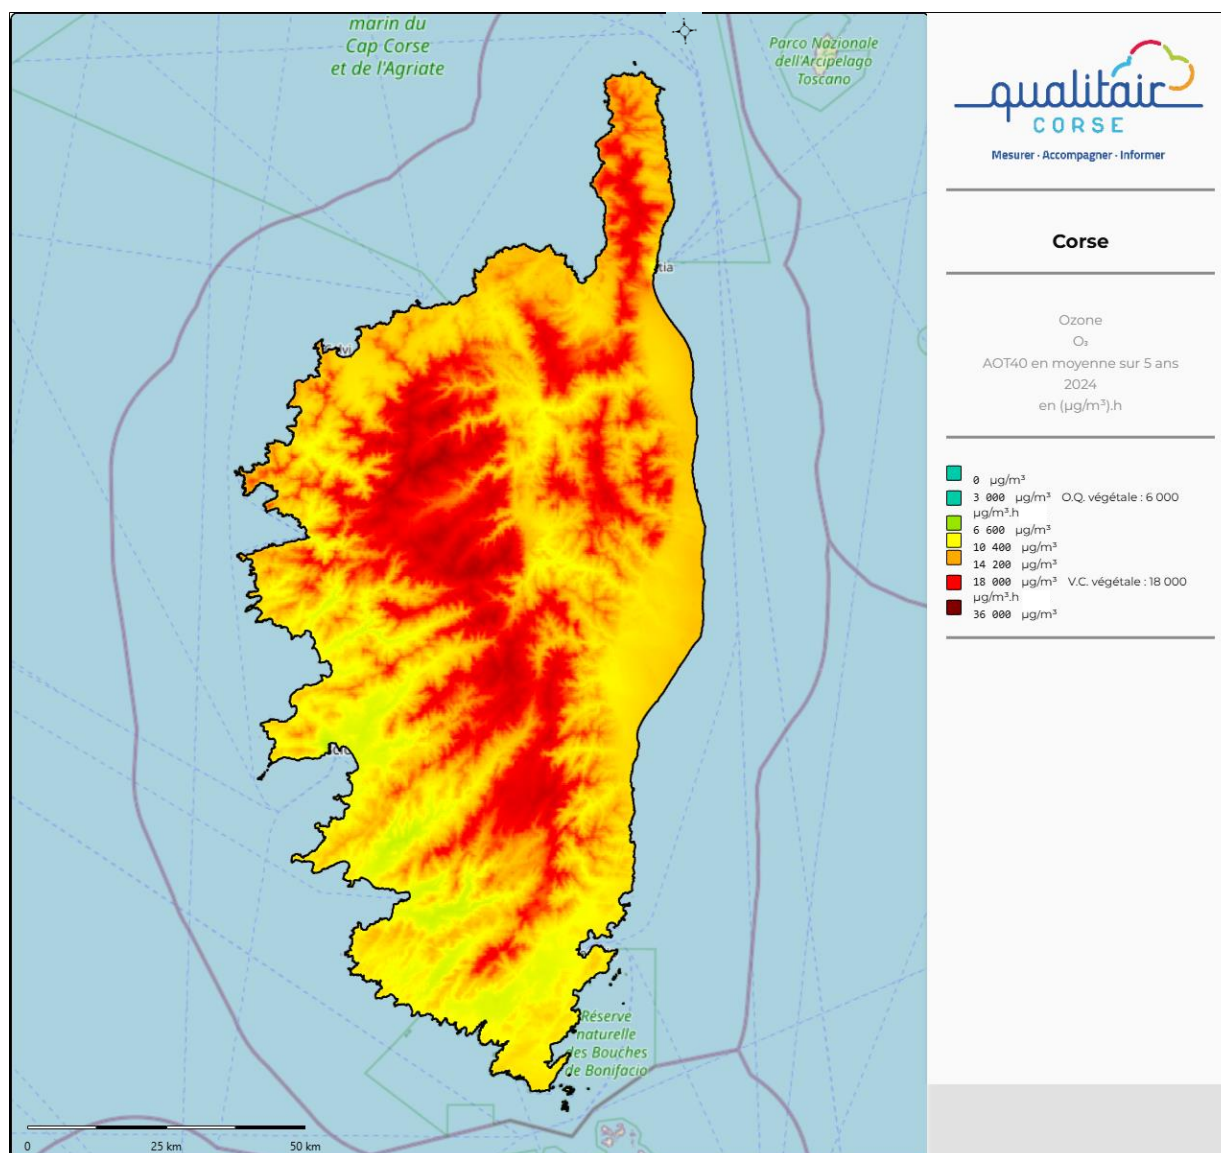 marin du
Cap Corse
et de l'Agriate
Parco Nazionale
dell'Arcipelago
Toscano
tia
Réserve
naturelle
des Bouches
de Bonifacio
0 25 km 50 km
qualitair
CORSE
Mesurer · Accompagner · Informer
Corse
Ozone
O₃
AOT40 en moyenne sur 5 ans
2024
en (µg/m³).h
0 µg/m³
3 000 µg/m³ O.Q. végétale : 6 000
µg/m³.h
6 600 µg/m³
10 400 µg/m³
14 200 µg/m³
18 000 µg/m³ V.C. végétale : 18 000
µg/m³.h
36 000 µg/m³